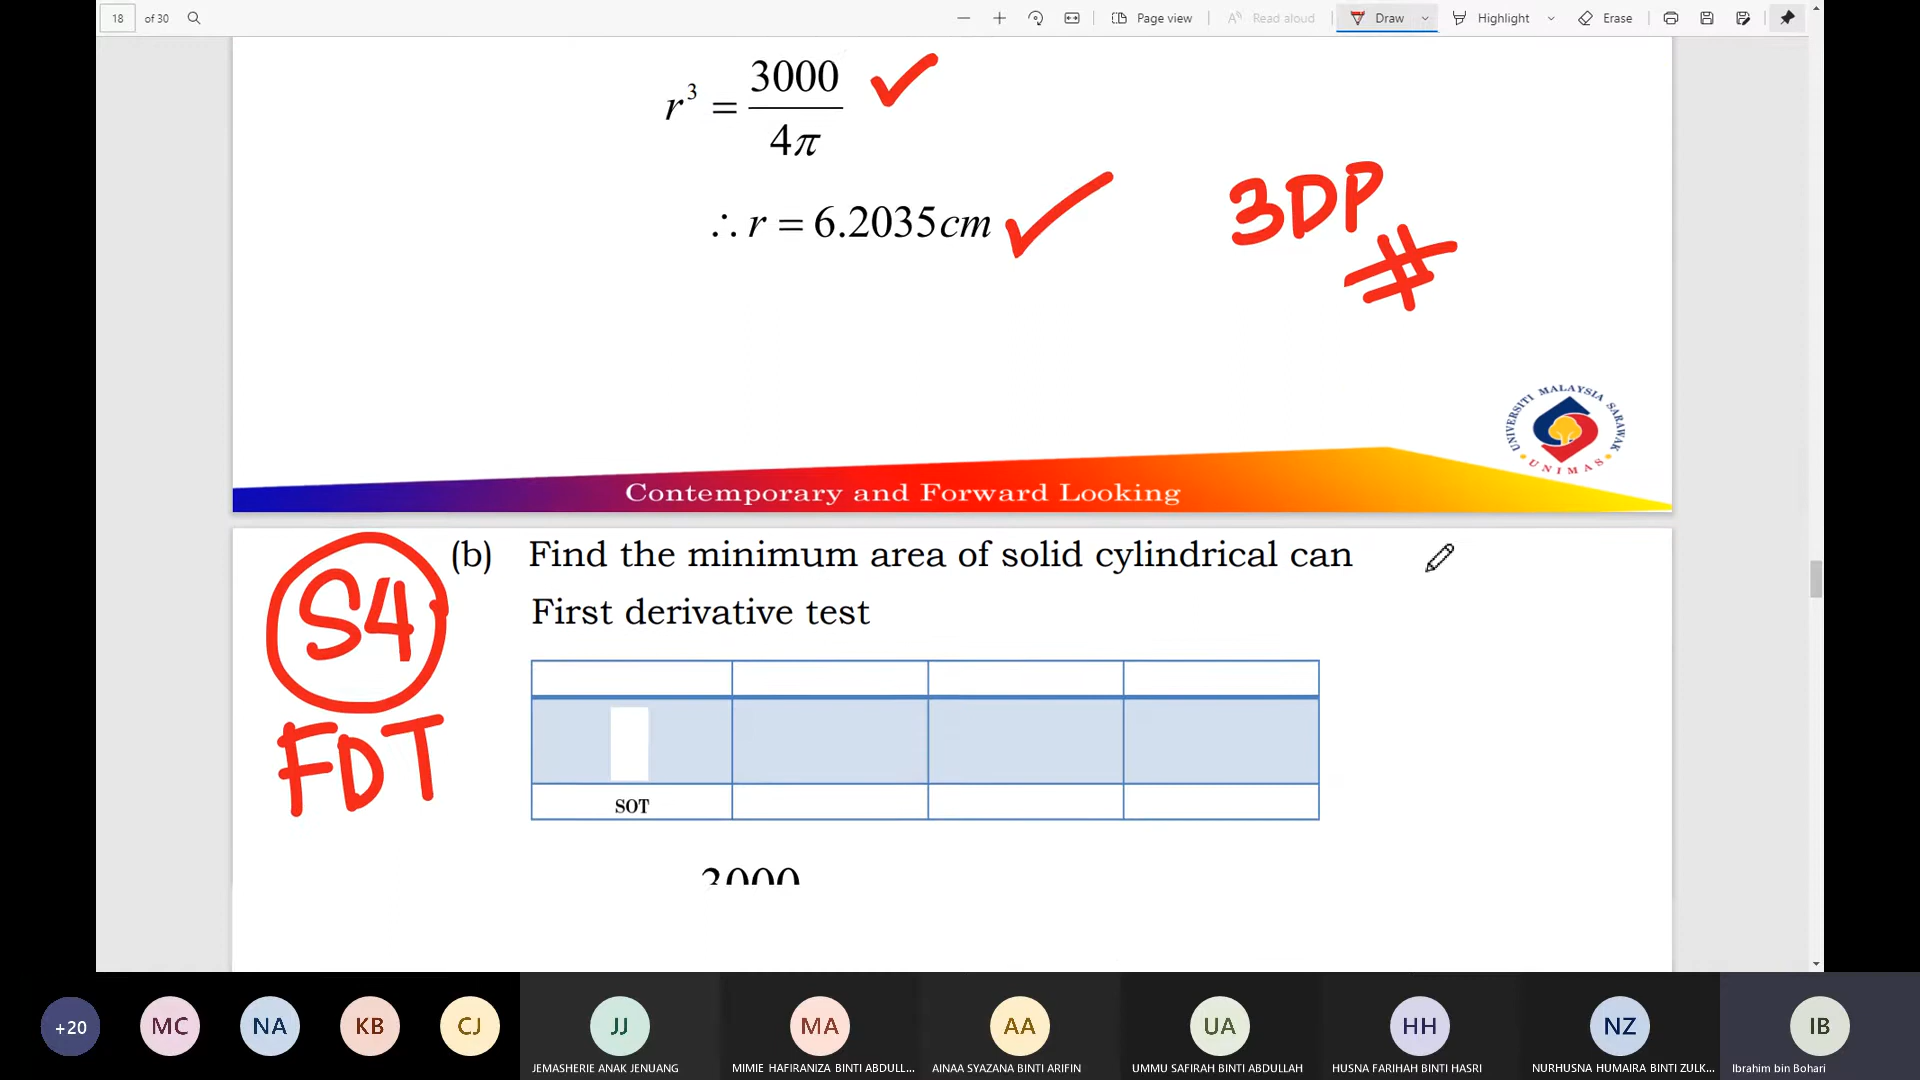 18 of 30
Page view
Read aloud
Draw
Highlight
Erase
r³ = 3000 / 4π
∴ r = 6.2035cm
3DP
UNIVERSITI MALAYSIA SARAWAK
UNIMAS
Contemporary and Forward Looking
S4
FDT
(b) Find the minimum area of solid cylindrical can
First derivative test
SOT
3000
+20
MC
NA
KB
CJ
JJ
MA
AA
UA
HH
NZ
IB
JEMASHERIE ANAK JENUANG
MIMIE HAFIRANIZA BINTI ABDULL...
AINAA SYAZANA BINTI ARIFIN
UMMU SAFIRAH BINTI ABDULLAH
HUSNA FARIHAH BINTI HASRI
NURHUSNA HUMAIRA BINTI ZULK...
Ibrahim bin Bohari